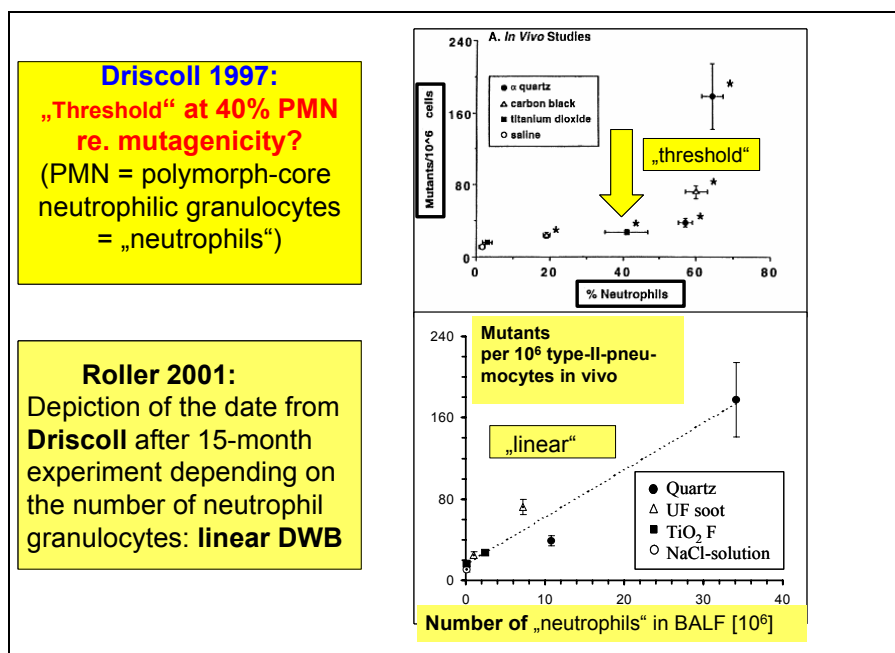 Driscoll 1997:
„Threshold“ at 40% PMN
re. mutagenicity?
(PMN = polymorph-core
neutrophilic granulocytes
= „neutrophils“)
A. In Vivo Studies
240
160
80
0
Mutants/10^6 cells
● α quartz
△ carbon black
■ titanium dioxide
○ saline
„threshold“
*
*
*
*
*
0 20 40 60 80
% Neutrophils
Roller 2001:
Depiction of the date from
Driscoll after 15-month
experiment depending on
the number of neutrophil
granulocytes: linear DWB
Mutants
per 10⁶ type-II-pneu-
mocytes in vivo
240
160
80
0
„linear“
● Quartz
△ UF soot
■ TiO₂ F
○ NaCl-solution
0 10 20 30 40
Number of „neutrophils“ in BALF [10⁶]